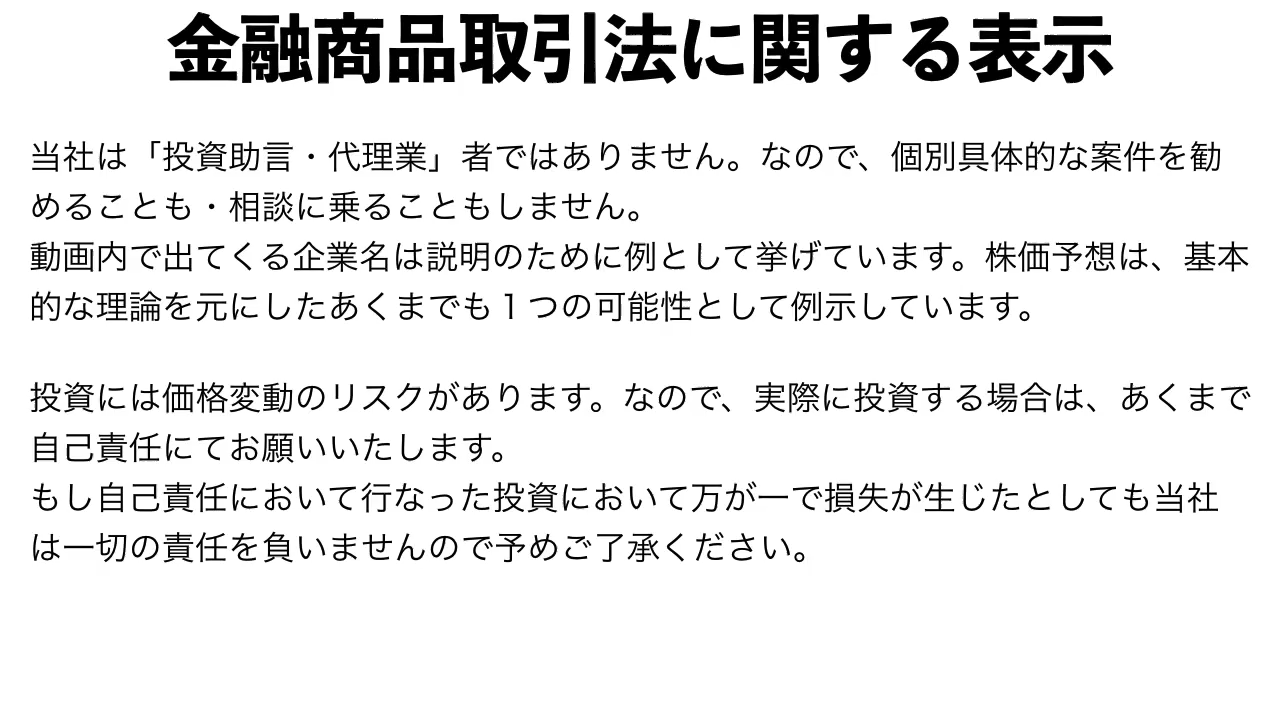 金融商品取引法に関する表示
当社は「投資助言・代理業」者ではありません。なので、個別具体的な案件を勧
めることも・相談に乗ることもしません。
動画内で出てくる企業名は説明のために例として挙げています。株価予想は、基本
的な理論を元にしたあくまでも１つの可能性として例示しています。
投資には価格変動のリスクがあります。なので、実際に投資する場合は、あくまで
自己責任にてお願いいたします。
もし自己責任において行なった投資において万が一で損失が生じたとしても当社
は一切の責任を負いませんので予めご了承ください。